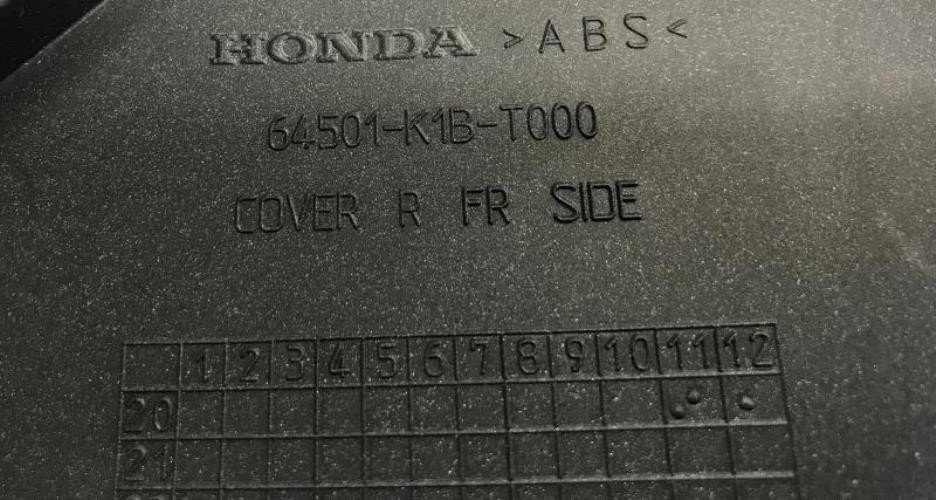 HONDA >ABS<
64501-K1B-T000
COVER R FR SIDE
1 2 3 4 5 6 7 8 9 10 11 12
20
21